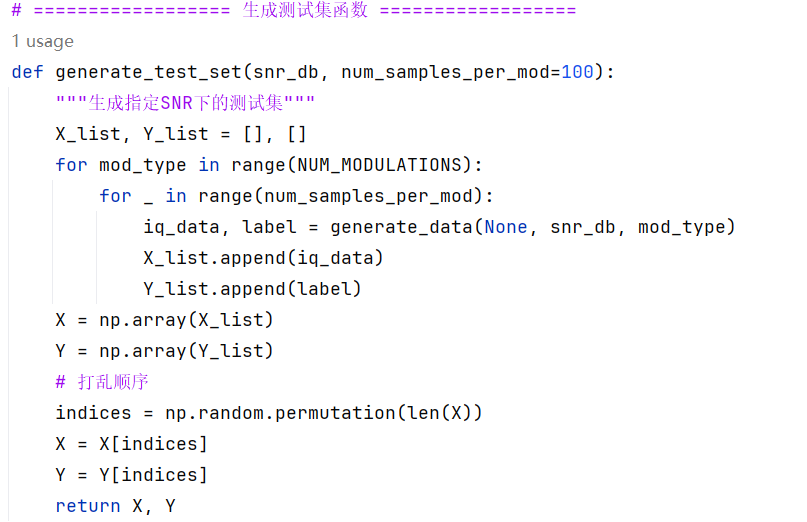 # ================== 生成测试集函数 ==================
1 usage
def generate_test_set(snr_db, num_samples_per_mod=100):
    """生成指定SNR下的测试集"""
    X_list, Y_list = [], []
    for mod_type in range(NUM_MODULATIONS):
        for _ in range(num_samples_per_mod):
            iq_data, label = generate_data(None, snr_db, mod_type)
            X_list.append(iq_data)
            Y_list.append(label)
    X = np.array(X_list)
    Y = np.array(Y_list)
    # 打乱顺序
    indices = np.random.permutation(len(X))
    X = X[indices]
    Y = Y[indices]
    return X, Y